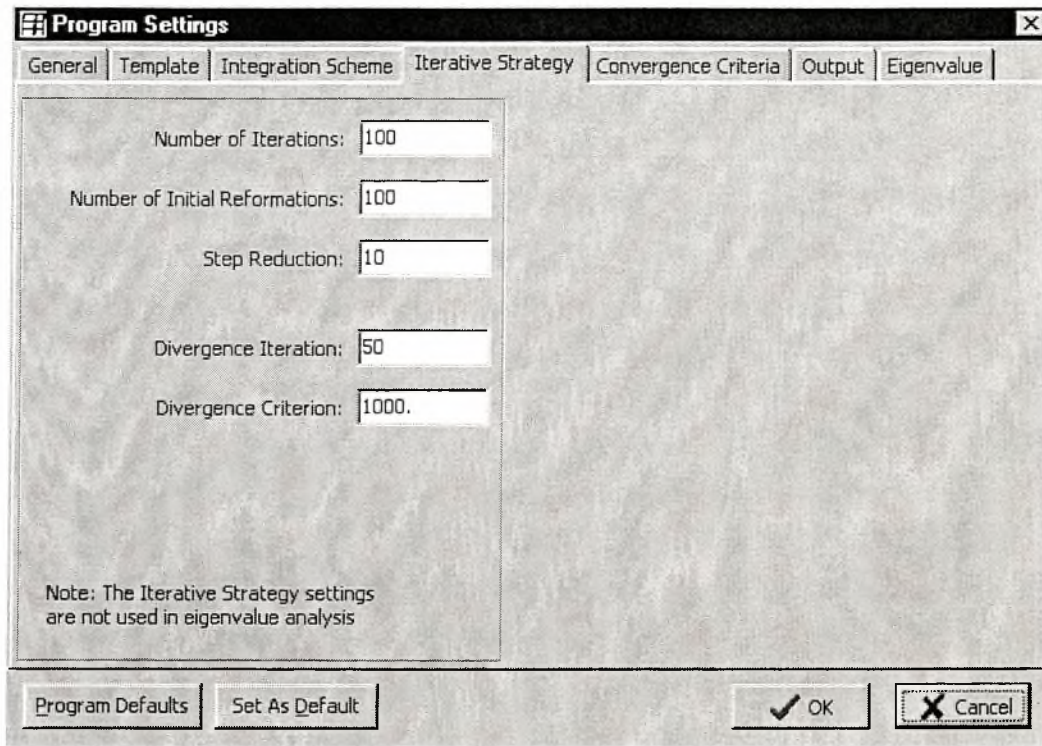 Program Settings
General Template Integration Scheme Iterative Strategy Convergence Criteria Output Eigenvalue
Number of Iterations: 100
Number of Initial Reformations: 100
Step Reduction: 10
Divergence Iteration: 50
Divergence Criterion: 1000.
Note: The Iterative Strategy settings
are not used in eigenvalue analysis
Program Defaults Set As Default OK Cancel